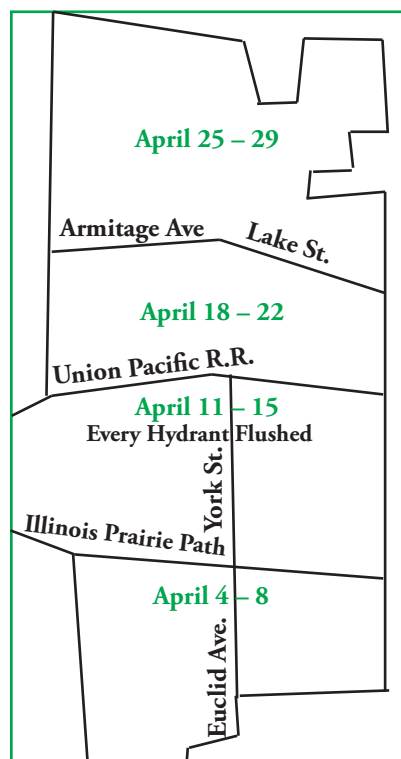 April 25 – 29
Armitage Ave
Lake St.
April 18 – 22
Union Pacific R.R.
April 11 – 15
Every Hydrant Flushed
York St.
Illinois Prairie Path
April 4 – 8
Euclid Ave.